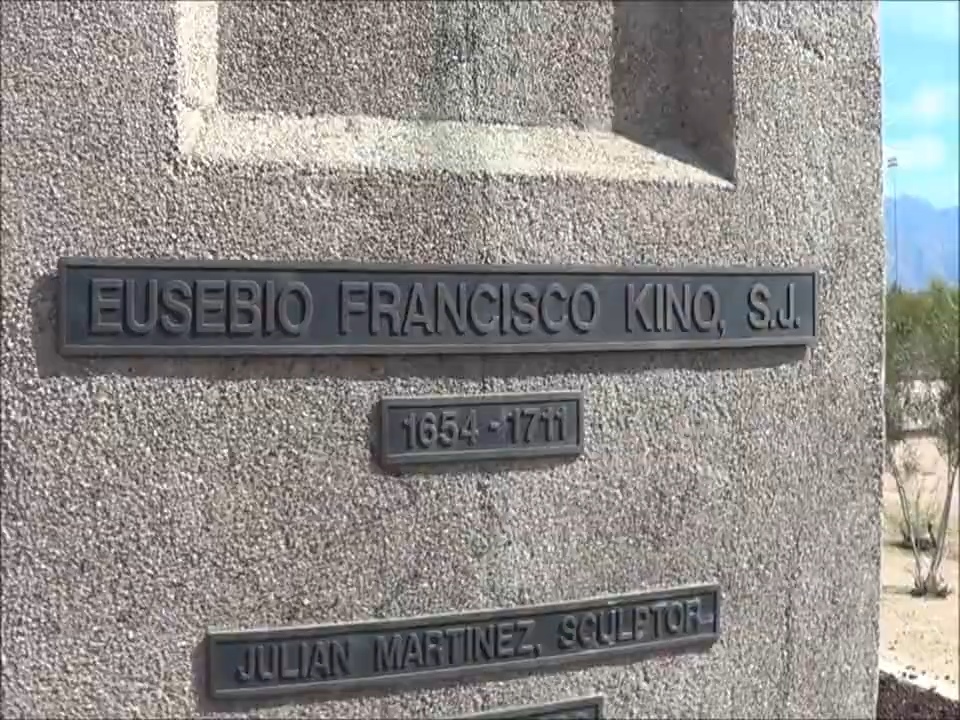 EUSEBIO FRANCISCO KINO, S.J.
1654 - 1711
JULIAN MARTINEZ, SCULPTOR